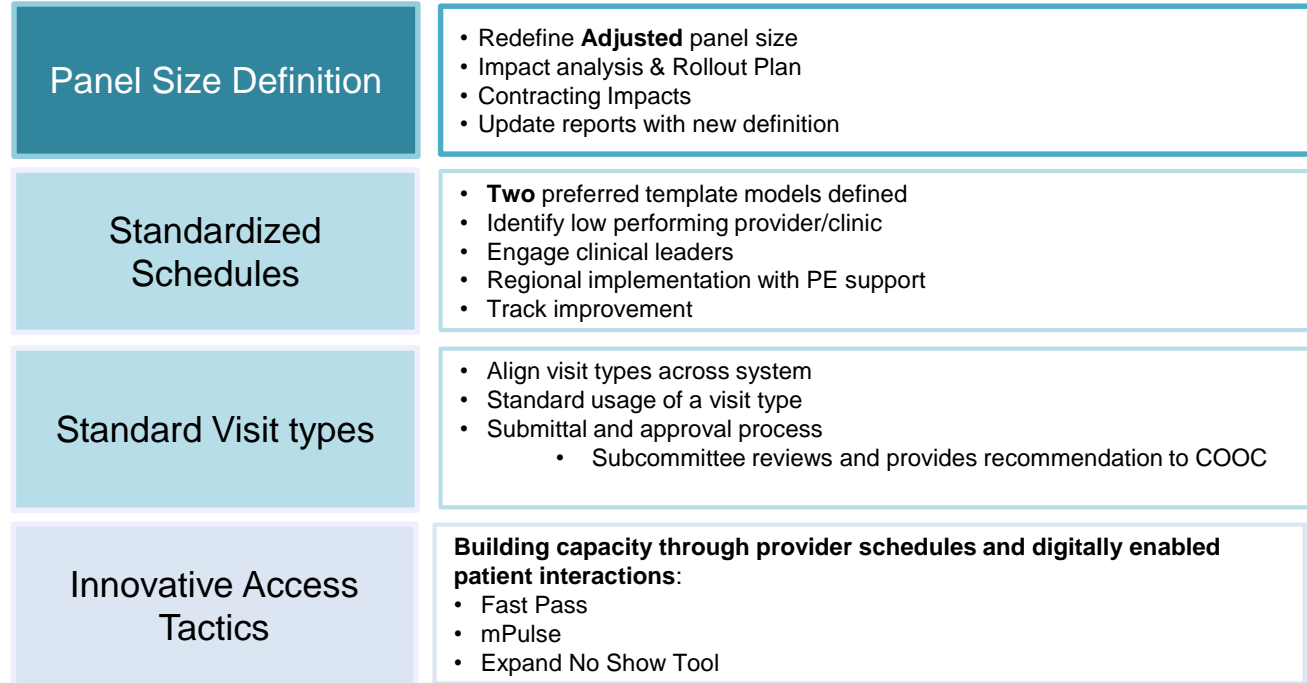 Panel Size Definition
• Redefine Adjusted panel size
• Impact analysis & Rollout Plan
• Contracting Impacts
• Update reports with new definition
Standardized
Schedules
• Two preferred template models defined
• Identify low performing provider/clinic
• Engage clinical leaders
• Regional implementation with PE support
• Track improvement
Standard Visit types
• Align visit types across system
• Standard usage of a visit type
• Submittal and approval process
• Subcommittee reviews and provides recommendation to COOC
Innovative Access
Tactics
Building capacity through provider schedules and digitally enabled
patient interactions:
• Fast Pass
• mPulse
• Expand No Show Tool